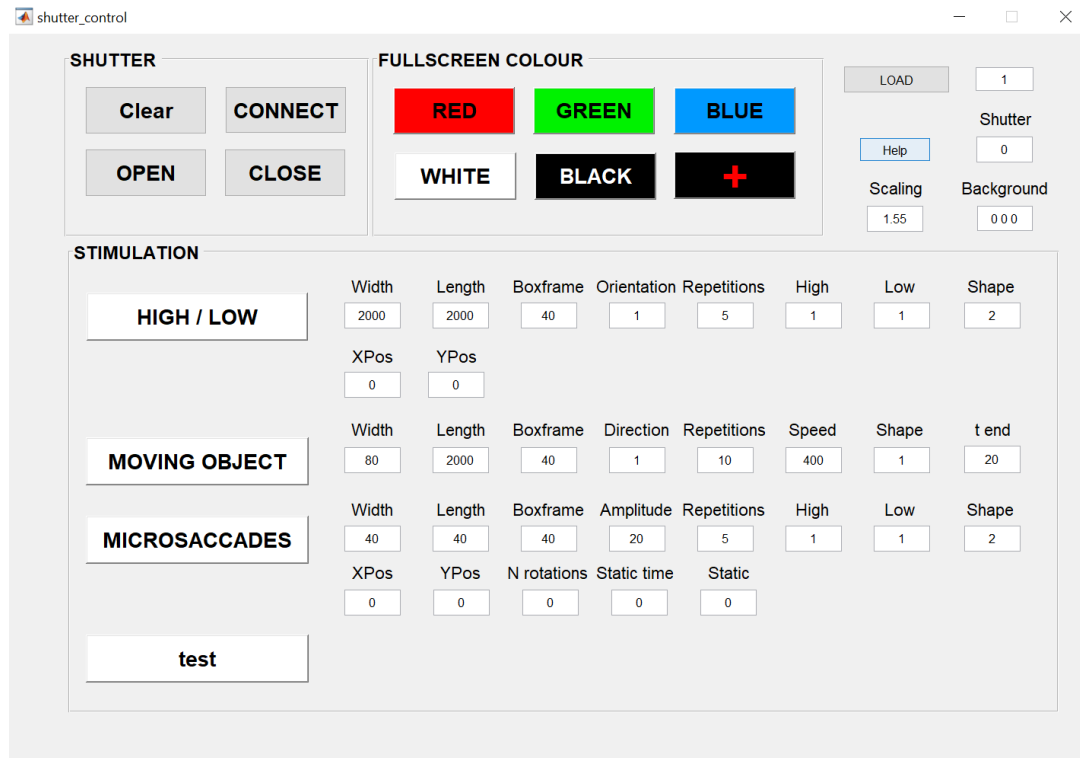 shutter_control
SHUTTER
Clear CONNECT
OPEN CLOSE
FULLSCREEN COLOUR
RED GREEN BLUE
WHITE BLACK +
LOAD 1
Shutter
Help 0
Scaling Background
1.55 0 0 0
STIMULATION
HIGH / LOW
Width Length Boxframe Orientation Repetitions High Low Shape
2000 2000 40 1 5 1 1 2
XPos YPos
0 0
MOVING OBJECT
Width Length Boxframe Direction Repetitions Speed Shape t end
80 2000 40 1 10 400 1 20
MICROSACCADES
Width Length Boxframe Amplitude Repetitions High Low Shape
40 40 40 20 5 1 1 2
XPos YPos N rotations Static time Static
0 0 0 0 0
test